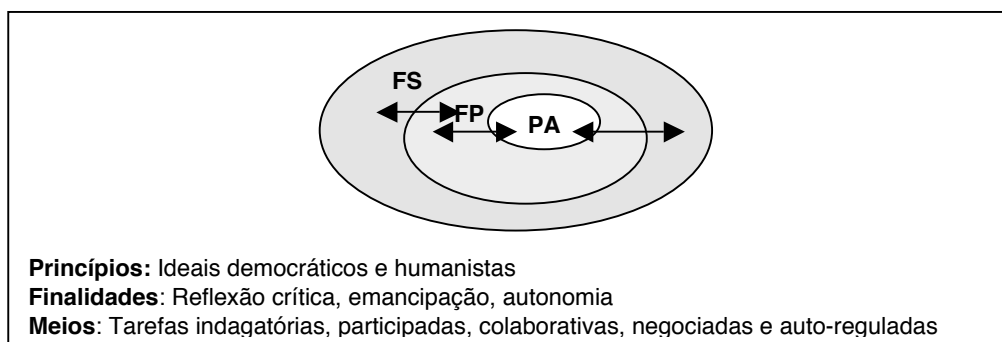 FS
FP
PA
Princípios: Ideais democráticos e humanistas
Finalidades: Reflexão crítica, emancipação, autonomia
Meios: Tarefas indagatórias, participadas, colaborativas, negociadas e auto-reguladas